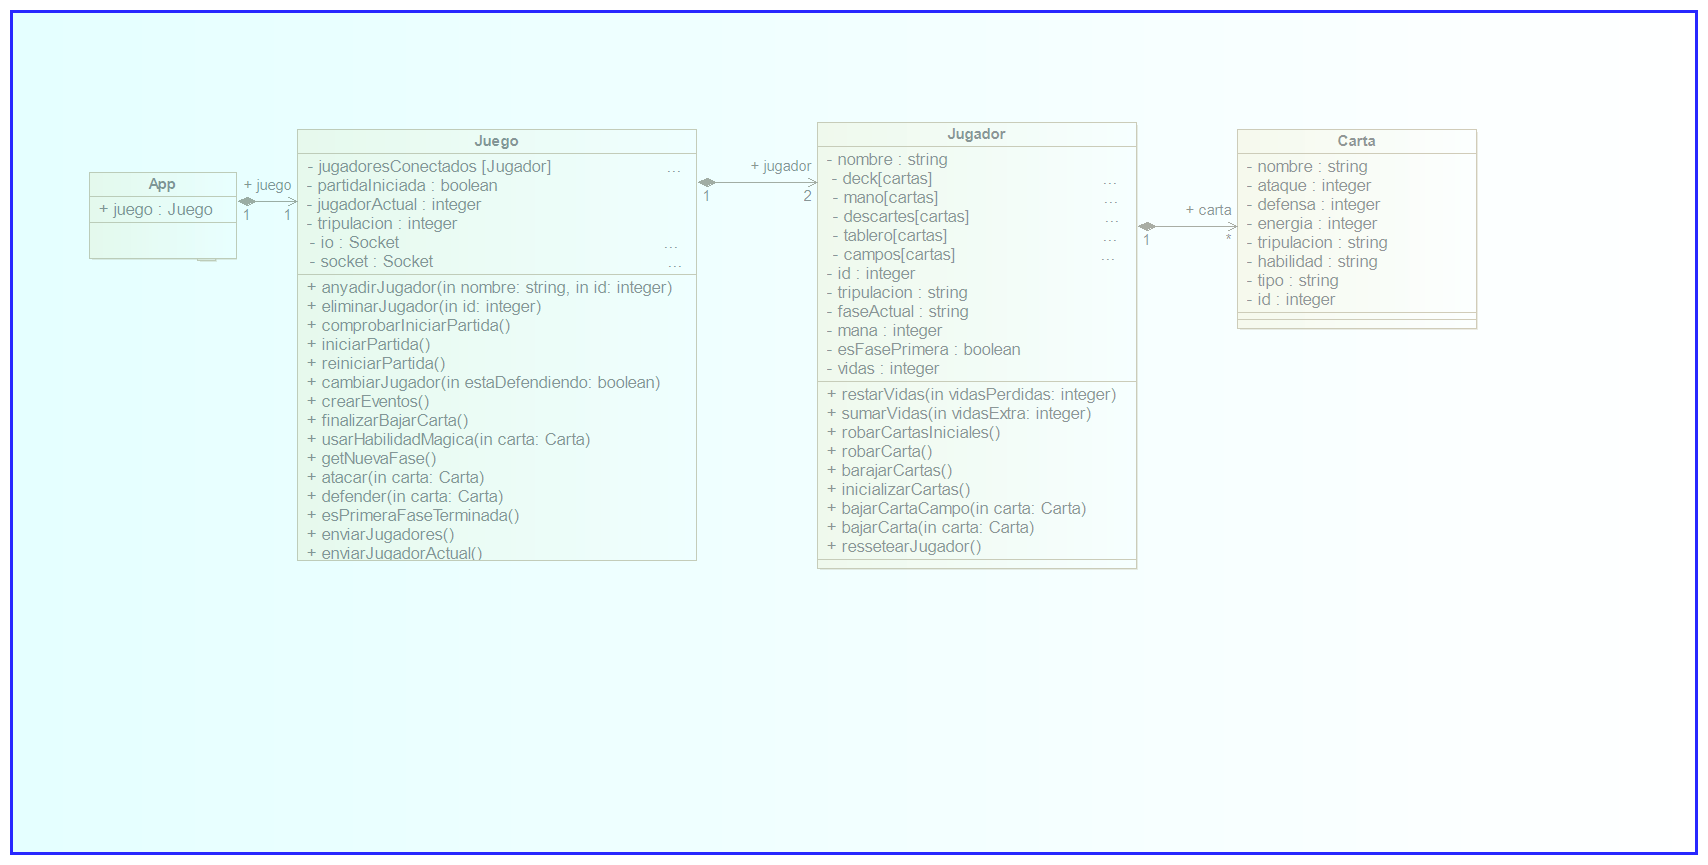 App
+ juego : Juego
+ juego
1
1
Juego
- jugadoresConectados [Jugador] ...
- partidaIniciada : boolean
- jugadorActual : integer
- tripulacion : integer
- io : Socket ...
- socket : Socket ...
+ anyadirJugador(in nombre: string, in id: integer)
+ eliminarJugador(in id: integer)
+ comprobarIniciarPartida()
+ iniciarPartida()
+ reiniciarPartida()
+ cambiarJugador(in estaDefendiendo: boolean)
+ crearEventos()
+ finalizarBajarCarta()
+ usarHabilidadMagica(in carta: Carta)
+ getNuevaFase()
+ atacar(in carta: Carta)
+ defender(in carta: Carta)
+ esPrimeraFaseTerminada()
+ enviarJugadores()
+ enviarJugadorActual()
+ jugador
1
2
Jugador
- nombre : string
- deck[cartas] ...
- mano[cartas] ...
- descartes[cartas] ...
- tablero[cartas] ...
- campos[cartas] ...
- id : integer
- tripulacion : string
- faseActual : string
- mana : integer
- esFasePrimera : boolean
- vidas : integer
+ restarVidas(in vidasPerdidas: integer)
+ sumarVidas(in vidasExtra: integer)
+ robarCartasIniciales()
+ robarCarta()
+ barajarCartas()
+ inicializarCartas()
+ bajarCartaCampo(in carta: Carta)
+ bajarCarta(in carta: Carta)
+ ressetearJugador()
+ carta
1
*
Carta
- nombre : string
- ataque : integer
- defensa : integer
- energia : integer
- tripulacion : string
- habilidad : string
- tipo : string
- id : integer